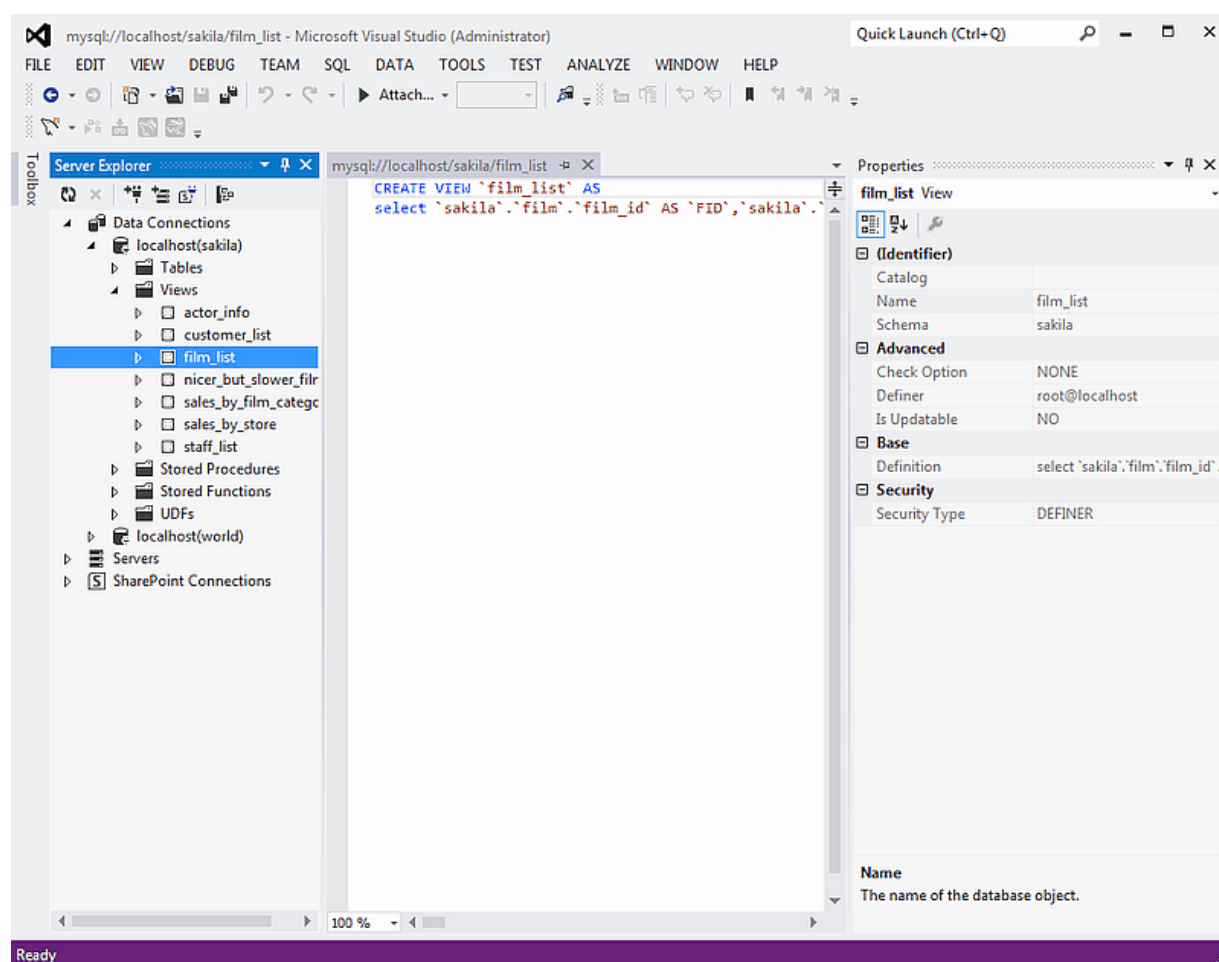 mysql://localhost/sakila/film_list - Microsoft Visual Studio (Administrator)
Quick Launch (Ctrl+Q)
FILE EDIT VIEW DEBUG TEAM SQL DATA TOOLS TEST ANALYZE WINDOW HELP
Attach...
Toolbox
Server Explorer
Data Connections
localhost(sakila)
Tables
Views
actor_info
customer_list
film_list
nicer_but_slower_film
sales_by_film_catego
sales_by_store
staff_list
Stored Procedures
Stored Functions
UDFs
localhost(world)
Servers
SharePoint Connections
mysql://localhost/sakila/film_list
CREATE VIEW `film_list` AS
select `sakila`.`film`.`film_id` AS `FID`,`sakila`.`
100 %
Properties
film_list View
(Identifier)
Catalog
Name film_list
Schema sakila
Advanced
Check Option NONE
Definer root@localhost
Is Updatable NO
Base
Definition select `sakila`.`film`.`film_id`
Security
Security Type DEFINER
Name
The name of the database object.
Ready